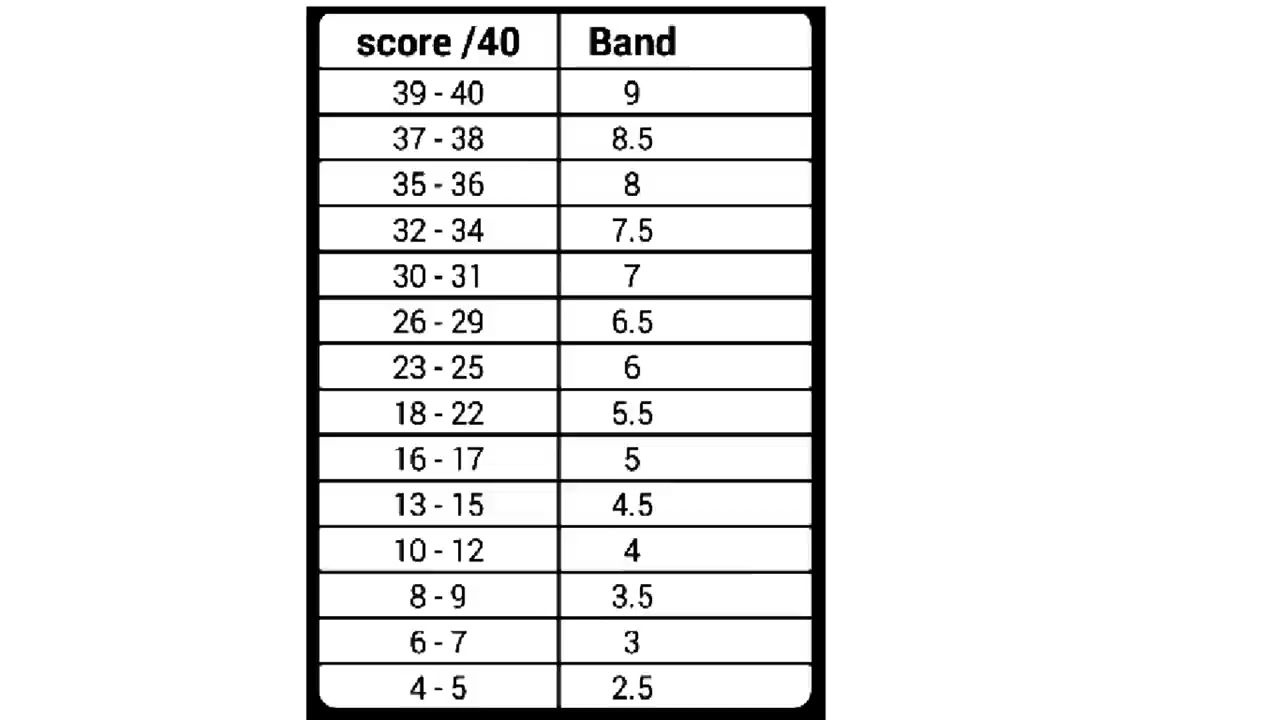 score /40 Band
39 - 40 9
37 - 38 8.5
35 - 36 8
32 - 34 7.5
30 - 31 7
26 - 29 6.5
23 - 25 6
18 - 22 5.5
16 - 17 5
13 - 15 4.5
10 - 12 4
8 - 9 3.5
6 - 7 3
4 - 5 2.5